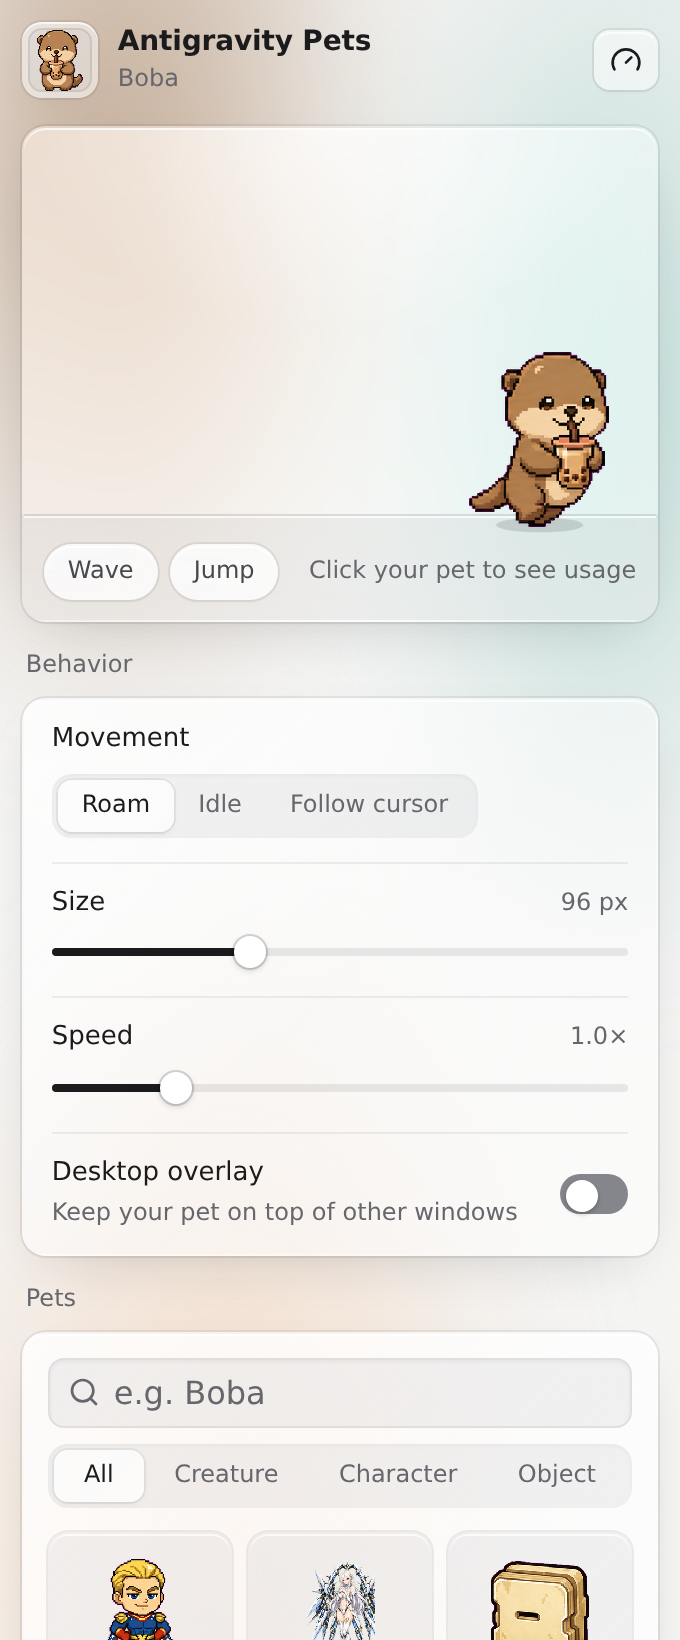 Antigravity Pets
Boba
Wave
Jump
Click your pet to see usage
Behavior
Movement
Roam
Idle
Follow cursor
Size
96 px
Speed
1.0×
Desktop overlay
Keep your pet on top of other windows
Pets
e.g. Boba
All
Creature
Character
Object